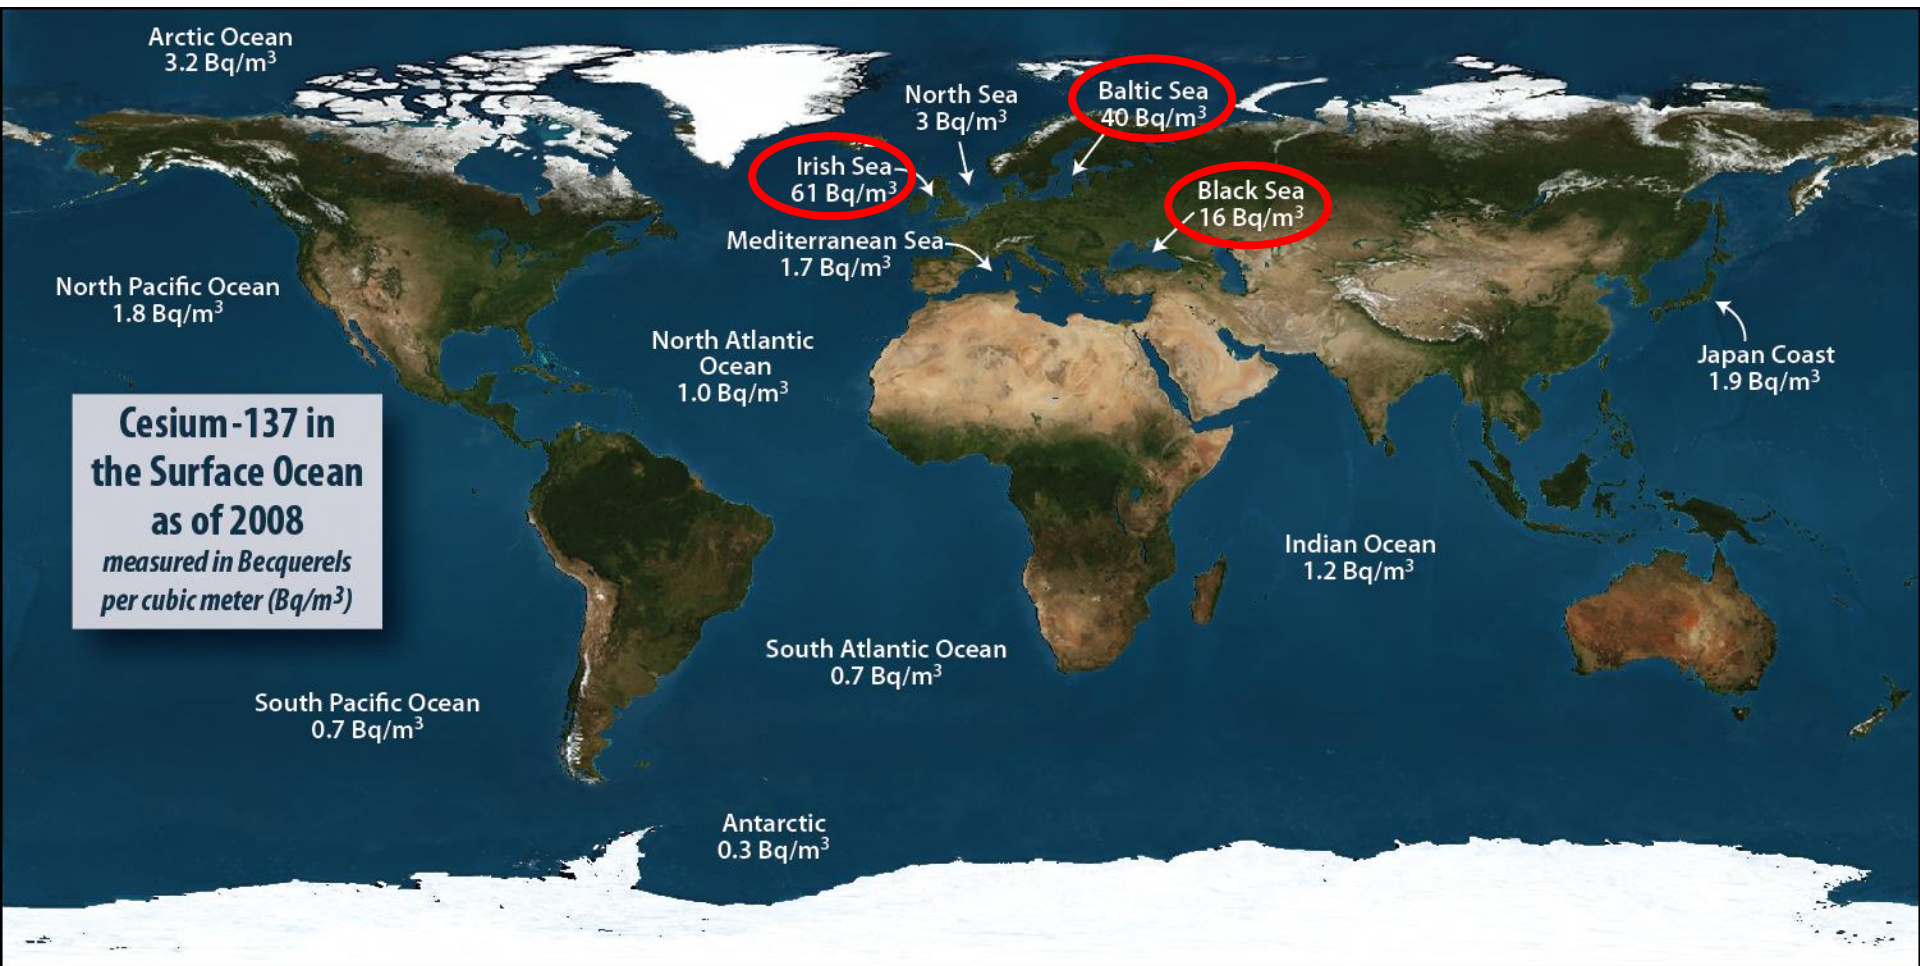 Arctic Ocean
3.2 Bq/m³
North Sea
3 Bq/m³
Baltic Sea
40 Bq/m³
Irish Sea
61 Bq/m³
Black Sea
16 Bq/m³
Mediterranean Sea
1.7 Bq/m³
North Pacific Ocean
1.8 Bq/m³
North Atlantic
Ocean
1.0 Bq/m³
Japan Coast
1.9 Bq/m³
Cesium-137 in
the Surface Ocean
as of 2008
measured in Becquerels
per cubic meter (Bq/m³)
Indian Ocean
1.2 Bq/m³
South Atlantic Ocean
0.7 Bq/m³
South Pacific Ocean
0.7 Bq/m³
Antarctic
0.3 Bq/m³